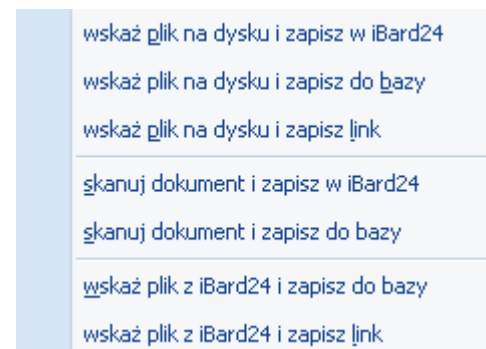 wskaż plik na dysku i zapisz w iBard24
wskaż plik na dysku i zapisz do bazy
wskaż plik na dysku i zapisz link
skanuj dokument i zapisz w iBard24
skanuj dokument i zapisz do bazy
wskaż plik z iBard24 i zapisz do bazy
wskaż plik z iBard24 i zapisz link